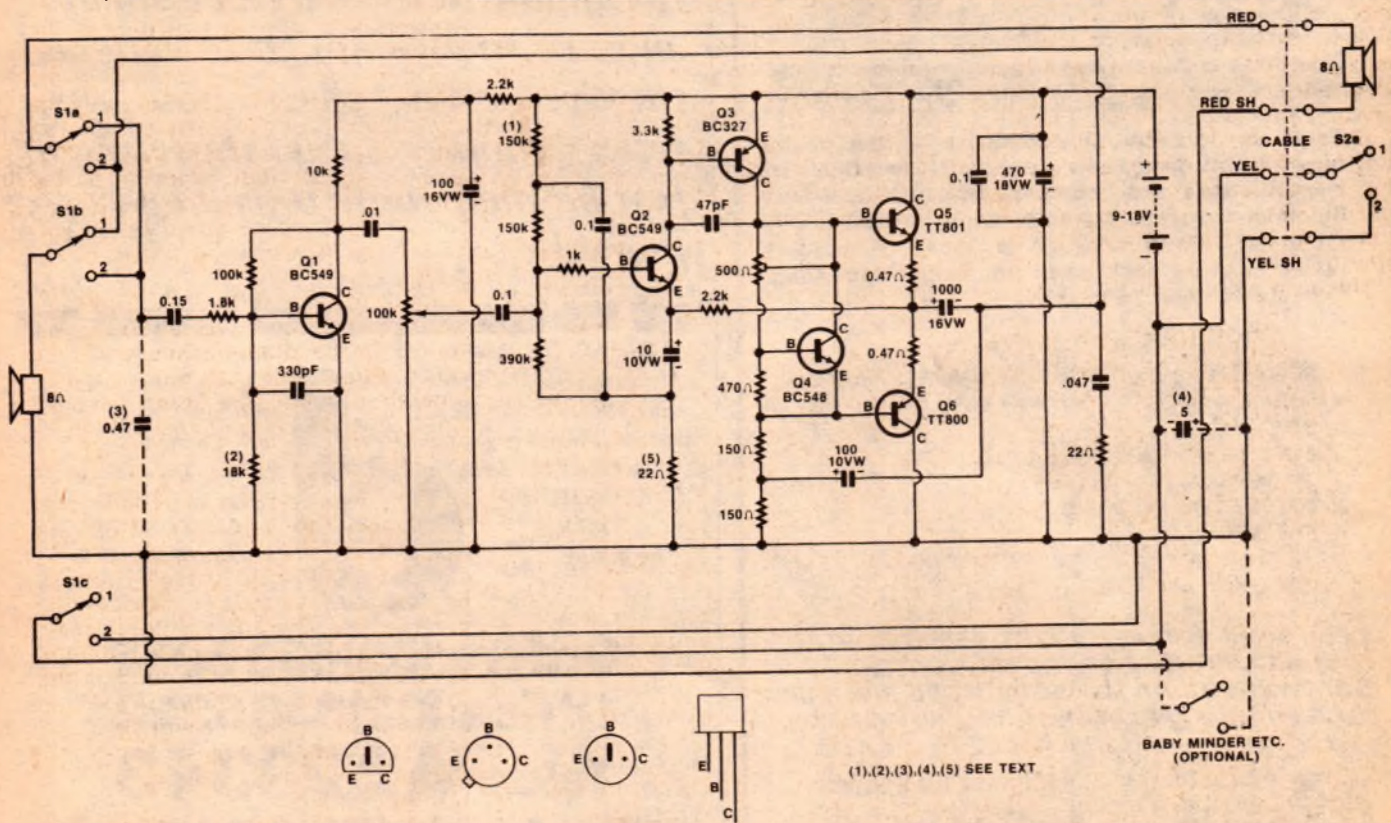 RED
8Ω
RED SH
CABLE
S2a
1
YEL
2
YEL SH
S1a
1
2
S1b
1
2
2.2k
(1)
150k
3.3k
Q3
BC327
B
E
C
10k
100
16VW
+
.01
150k
0.1
47pF
Q2
BC549
B
C
E
0.1
470
18VW
+
+
9-18V
-
B
C
Q5
TT801
E
100k
Q1
BC549
C
B
E
0.15
1.8k
100k
0.1
1k
2.2k
500Ω
0.47Ω
1000
+ -
16VW
390k
10
10VW
+
-
B
C
E
Q4
BC548
470Ω
0.47Ω
E
B
Q6
TT800
C
.047
8Ω
(3)
0.47
330pF
(2)
18k
(5)
22Ω
150Ω
100
10VW
+ -
150Ω
22Ω
(4)
5
- +
S1c
1
2
B
E C
B
E C
B
E C
E
B
C
(1),(2),(3),(4),(5) SEE TEXT
BABY MINDER ETC.
(OPTIONAL)